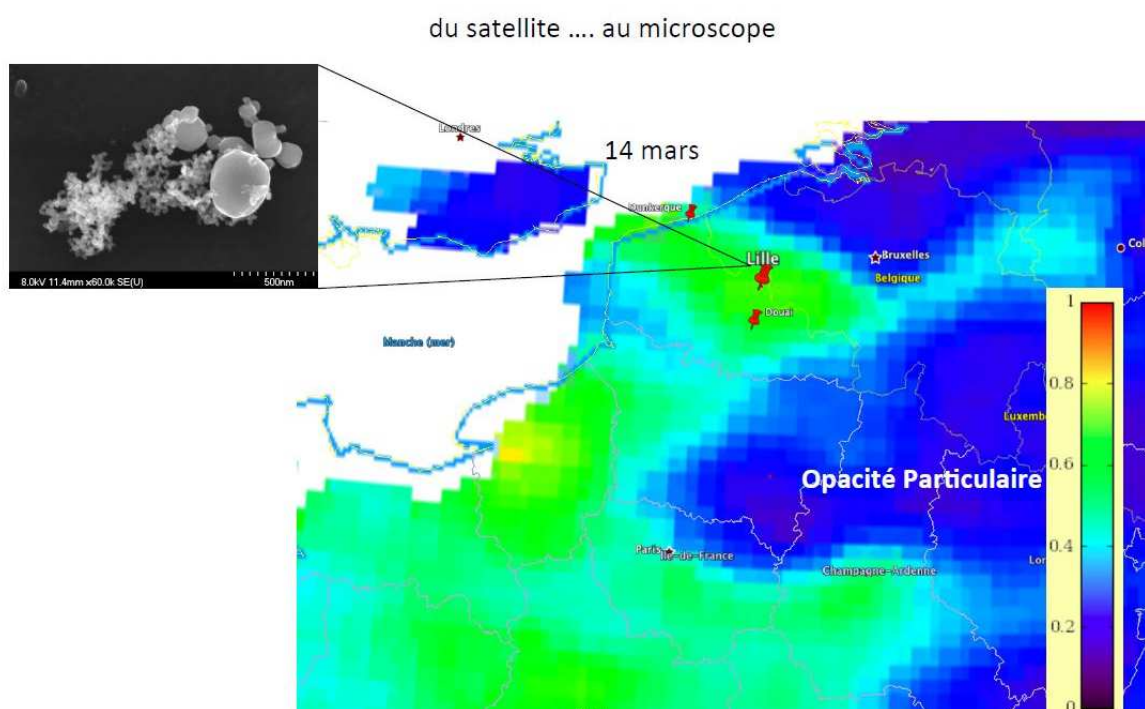 du satellite .... au microscope
Londres
14 mars
Dunkerque
8.0kV 11.4mm x60.0k SE(U)
500nm
Lille
Bruxelles
Belgique
Col
Douai
Manche (mer)
1
0.8
Luxemb
Opacité Particulaire
0.6
Paris
Île-de-France
Champagne-Ardenne
Lor
0.4
0.2
0